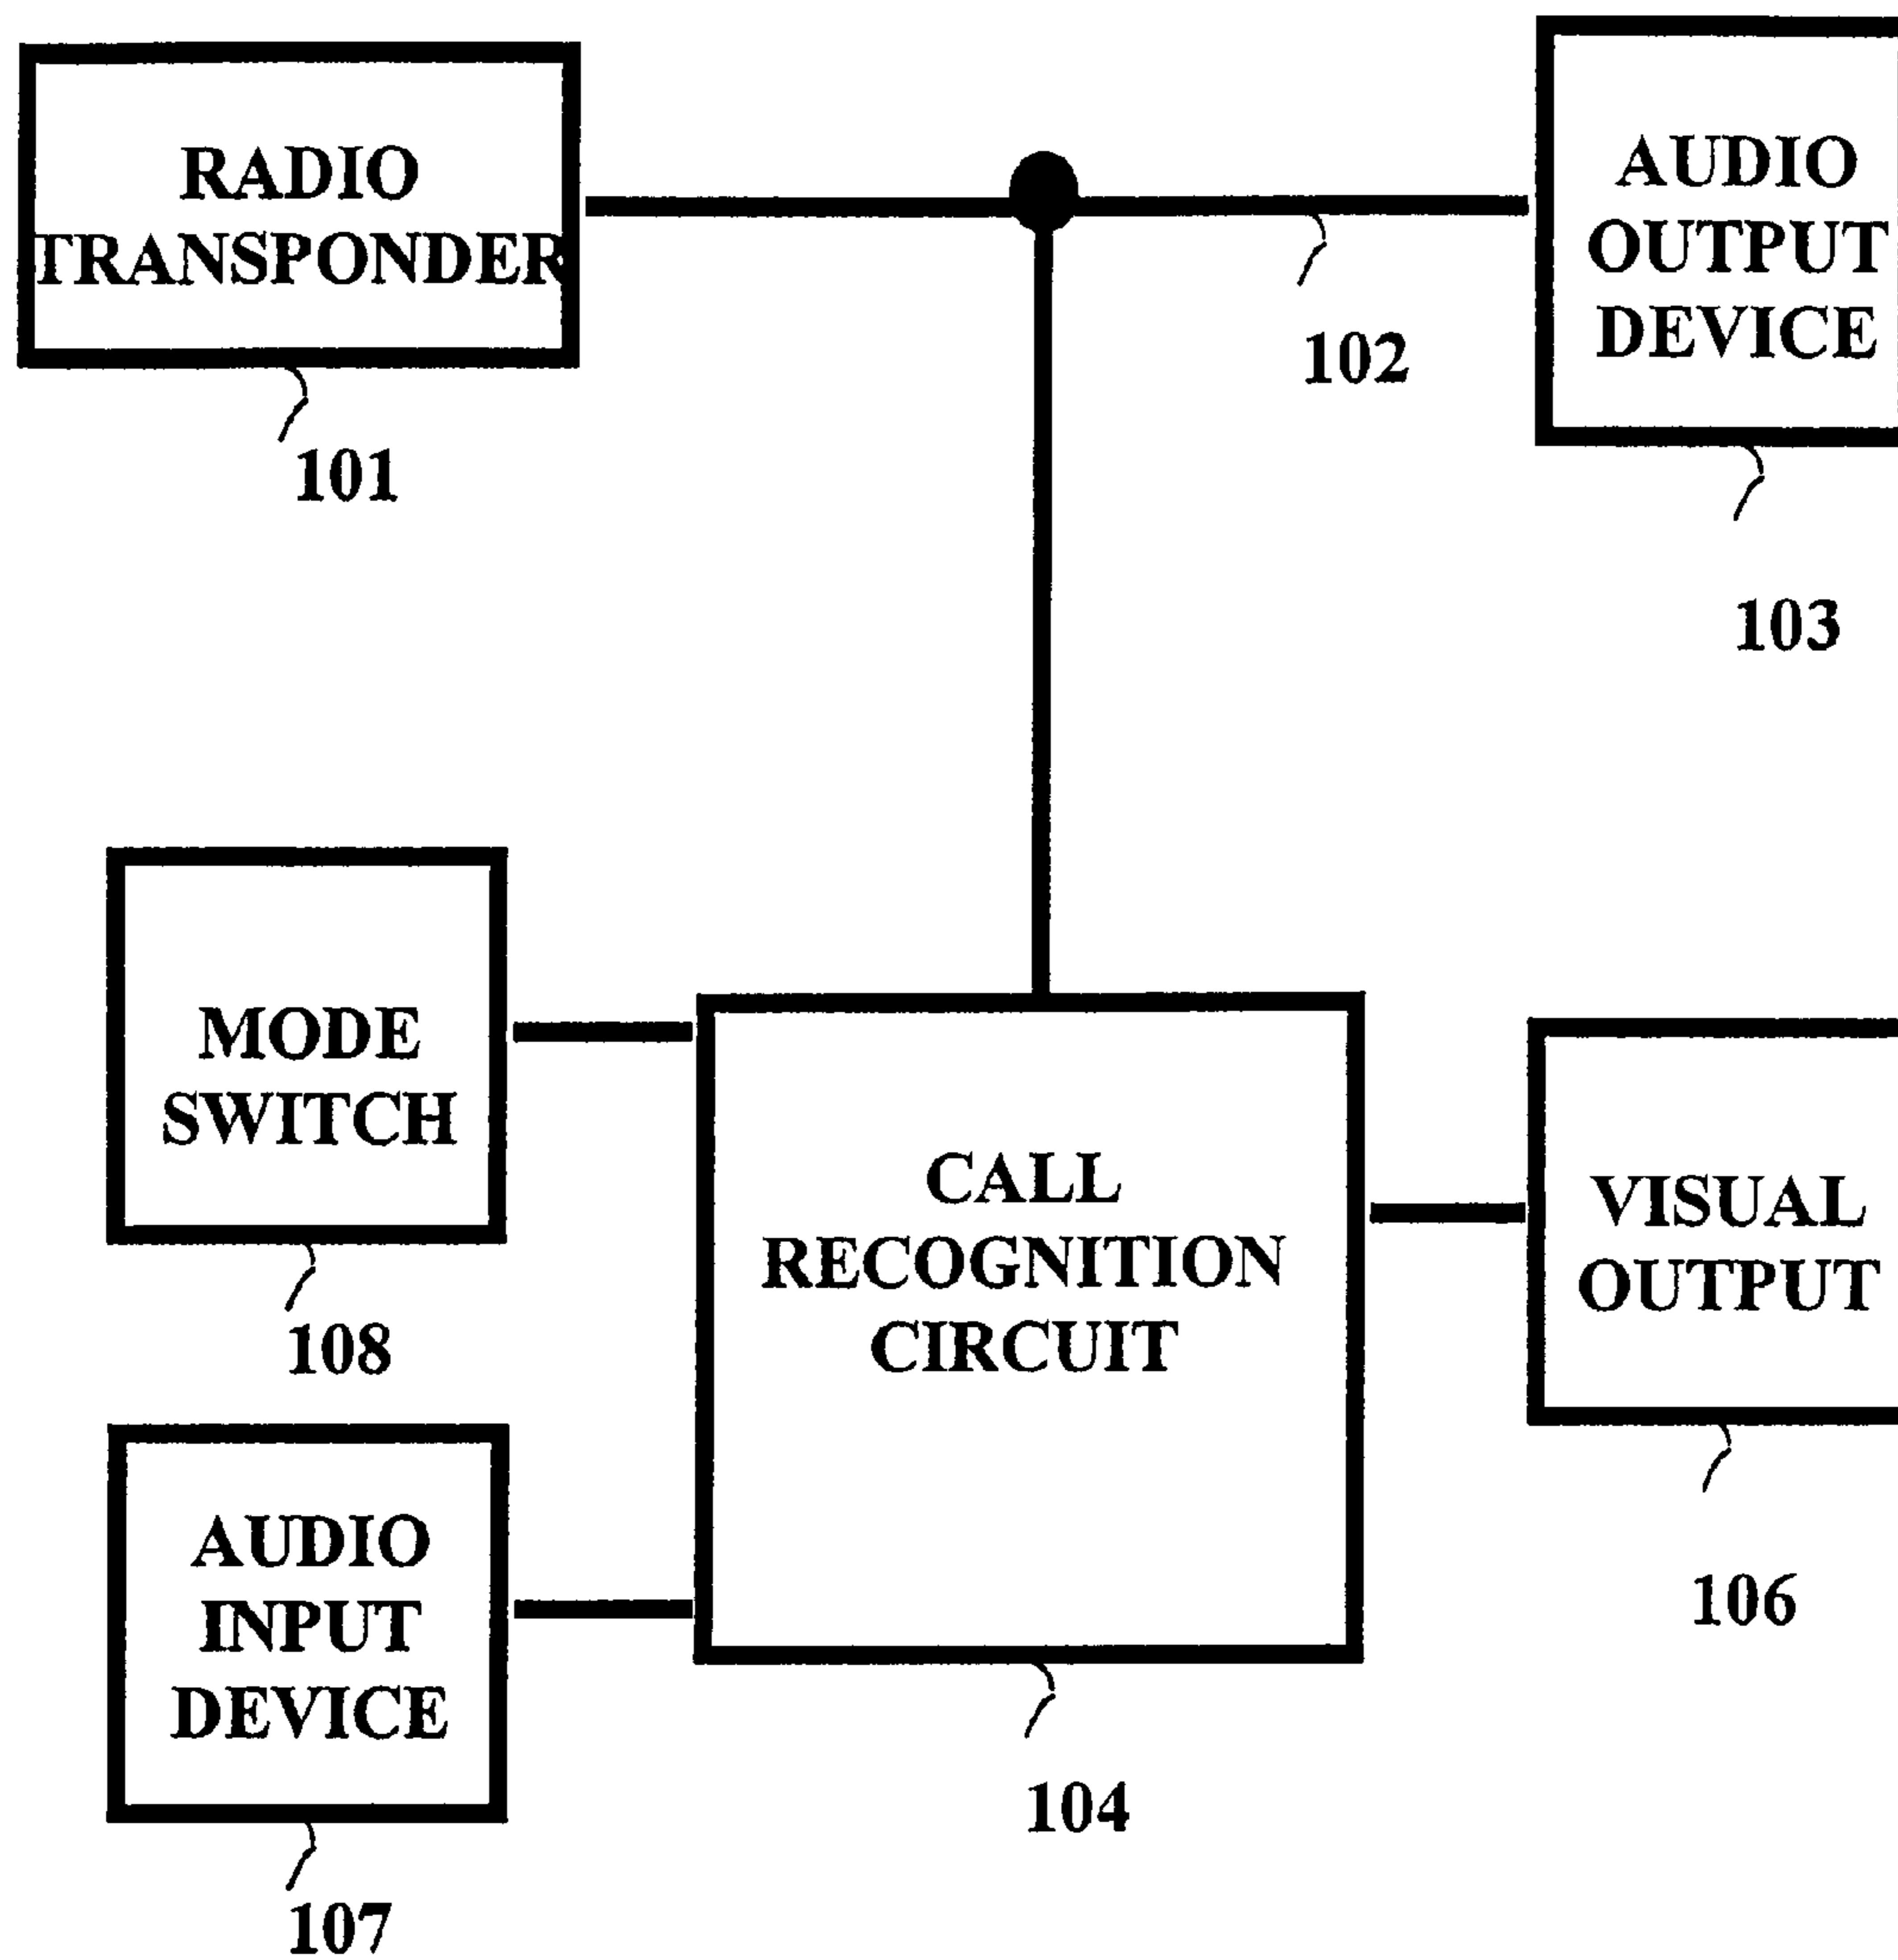 RADIO
TRANSPONDER
101
102
AUDIO
OUTPUT
DEVICE
103
MODE
SWITCH
108
CALL
RECOGNITION
CIRCUIT
104
VISUAL
OUTPUT
106
AUDIO
INPUT
DEVICE
107